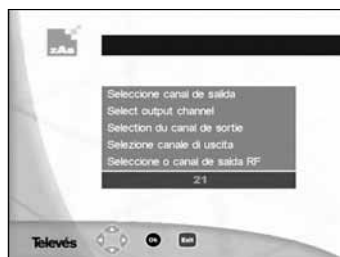 zAs
Seleccione canal de salida
Select output channel
Selection du canal de sortie
Selezione canale di uscita
Seleccione o canal de saida RF
21
Televés
Ok
Exit